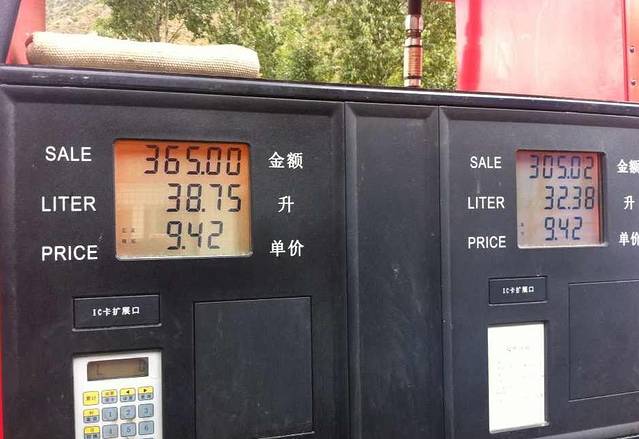 SALE 365.00 金额
LITER 38.75 升
PRICE 9.42 单价
IC卡扩展口
SALE 305.02 金额
LITER 32.38 升
PRICE 9.42 单价
IC卡扩展口